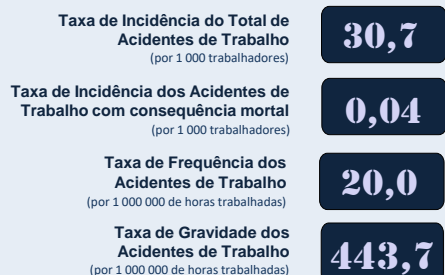 Taxa de Incidência do Total de
Acidentes de Trabalho
(por 1 000 trabalhadores)
30,7
Taxa de Incidência dos Acidentes de
Trabalho com consequência mortal
(por 1 000 trabalhadores)
0,04
Taxa de Frequência dos
Acidentes de Trabalho
(por 1 000 000 de horas trabalhadas)
20,0
Taxa de Gravidade dos
Acidentes de Trabalho
(por 1 000 000 de horas trabalhadas)
443,7